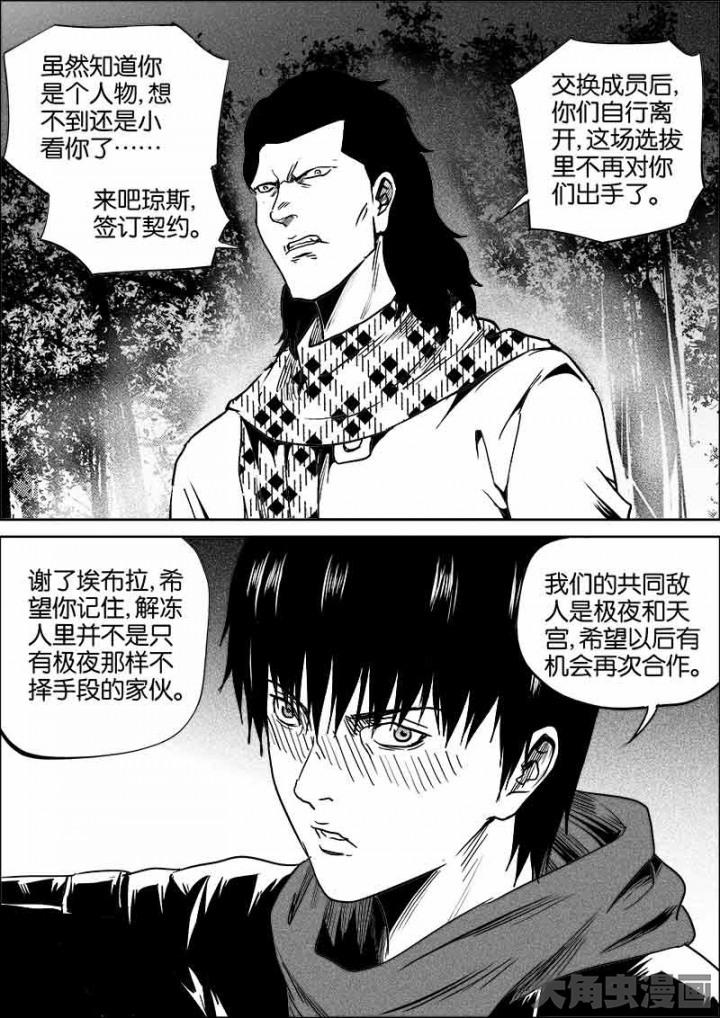 虽然知道你
是个人物，想
不到还是小
看你了……
来吧琼斯，
签订契约。
交换成员后，
你们自行离
开，这场选拔
里不再对你
们出手了。
谢了埃布拉，希
望你记住，解冻
人里并不是只
有极夜那样不
择手段的家伙。
我们的共同敌
人是极夜和天
宫，希望以后有
机会再次合作。
大角虫漫画